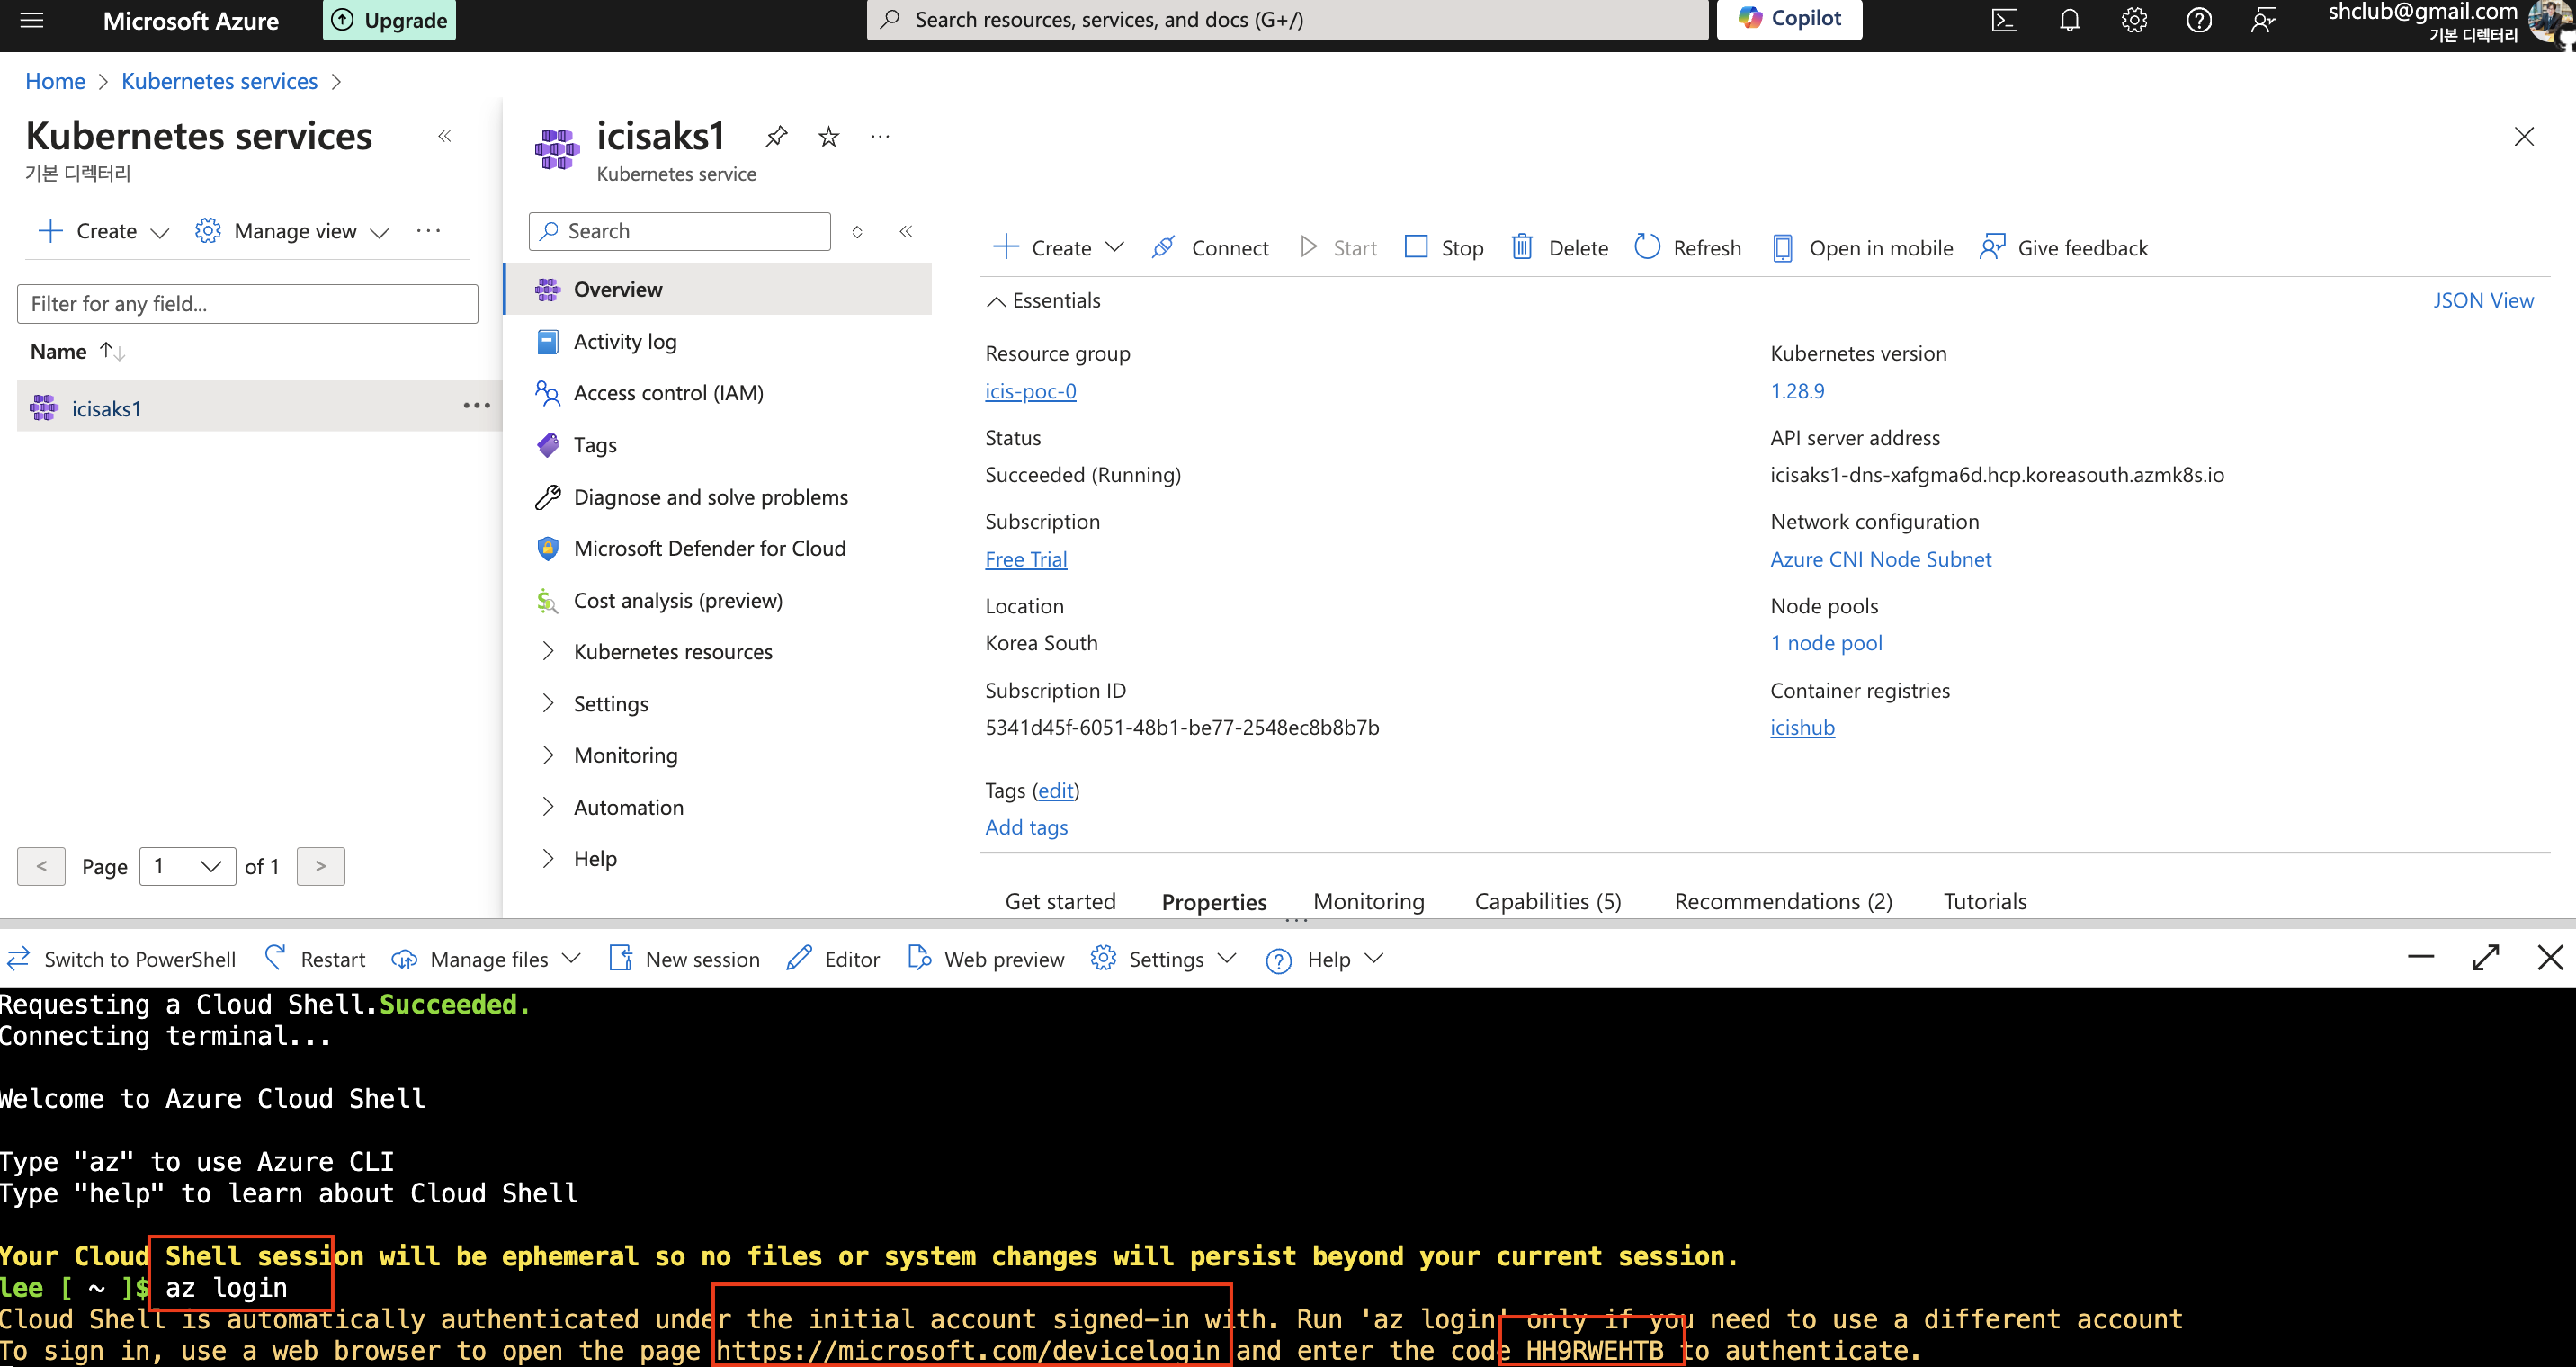 Microsoft Azure
Upgrade
Search resources, services, and docs (G+/)
Copilot
shclub@gmail.com
기본 디렉터리
Home > Kubernetes services >
Kubernetes services
기본 디렉터리
Create
Manage view
Filter for any field...
Name
icisaks1
< Page 1 of 1 >
icisaks1
Kubernetes service
Search
Overview
Activity log
Access control (IAM)
Tags
Diagnose and solve problems
Microsoft Defender for Cloud
Cost analysis (preview)
Kubernetes resources
Settings
Monitoring
Automation
Help
Create Connect Start Stop Delete Refresh Open in mobile Give feedback
Essentials
JSON View
Resource group
icis-poc-0
Status
Succeeded (Running)
Subscription
Free Trial
Location
Korea South
Subscription ID
5341d45f-6051-48b1-be77-2548ec8b8b7b
Kubernetes version
1.28.9
API server address
icisaks1-dns-xafgma6d.hcp.koreasouth.azmk8s.io
Network configuration
Azure CNI Node Subnet
Node pools
1 node pool
Container registries
icishub
Tags (edit)
Add tags
Get started Properties Monitoring Capabilities (5) Recommendations (2) Tutorials
Switch to PowerShell Restart Manage files New session Editor Web preview Settings Help
Requesting a Cloud Shell.Succeeded.
Connecting terminal...
Welcome to Azure Cloud Shell
Type "az" to use Azure CLI
Type "help" to learn about Cloud Shell
Your Cloud Shell session will be ephemeral so no files or system changes will persist beyond your current session.
lee [ ~ ]$ az login
Cloud Shell is automatically authenticated under the initial account signed-in with. Run 'az login' only if you need to use a different account
To sign in, use a web browser to open the page https://microsoft.com/devicelogin and enter the code HH9RWEHTB to authenticate.